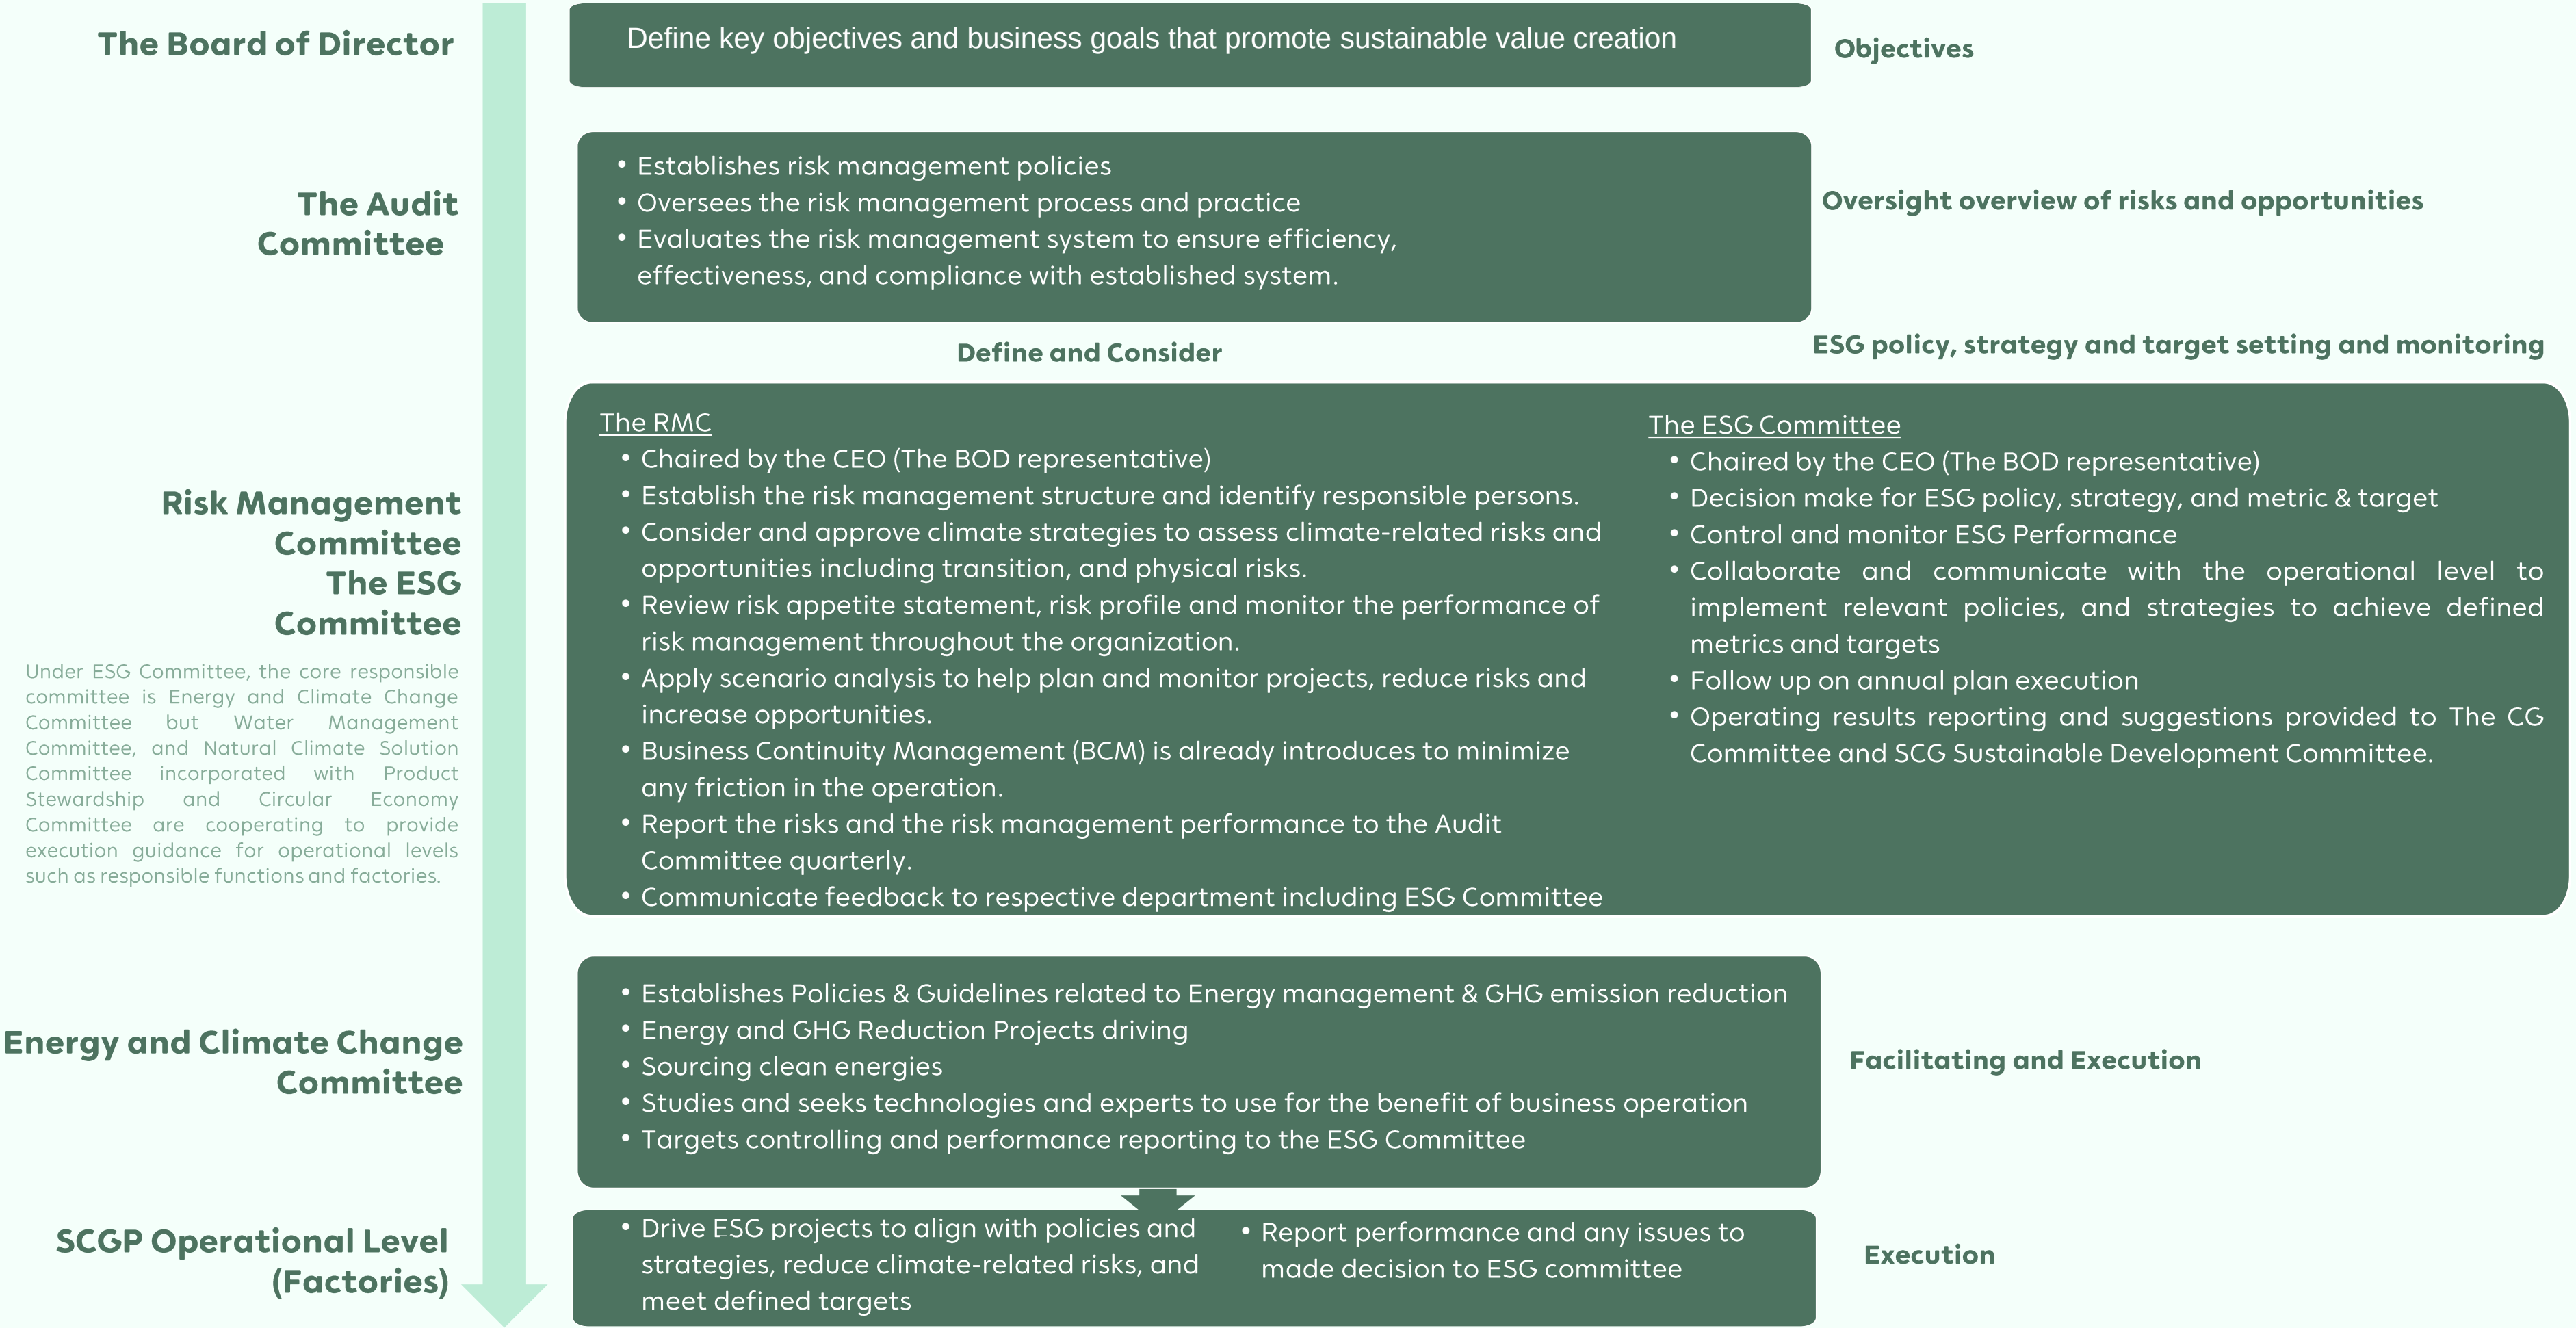 The Board of Director
Define key objectives and business goals that promote sustainable value creation
Objectives
The Audit
Committee
• Establishes risk management policies
• Oversees the risk management process and practice
• Evaluates the risk management system to ensure efficiency,
effectiveness, and compliance with established system.
Oversight overview of risks and opportunities
Define and Consider
ESG policy, strategy and target setting and monitoring
Risk Management
Committee
The ESG
Committee
Under ESG Committee, the core responsible
committee is Energy and Climate Change
Committee but Water Management
Committee, and Natural Climate Solution
Committee incorporated with Product
Stewardship and Circular Economy
Committee are cooperating to provide
execution guidance for operational levels
such as responsible functions and factories.
The RMC
• Chaired by the CEO (The BOD representative)
• Establish the risk management structure and identify responsible persons.
• Consider and approve climate strategies to assess climate-related risks and
opportunities including transition, and physical risks.
• Review risk appetite statement, risk profile and monitor the performance of
risk management throughout the organization.
• Apply scenario analysis to help plan and monitor projects, reduce risks and
increase opportunities.
• Business Continuity Management (BCM) is already introduces to minimize
any friction in the operation.
• Report the risks and the risk management performance to the Audit
Committee quarterly.
• Communicate feedback to respective department including ESG Committee
The ESG Committee
• Chaired by the CEO (The BOD representative)
• Decision make for ESG policy, strategy, and metric & target
• Control and monitor ESG Performance
• Collaborate and communicate with the operational level to
implement relevant policies, and strategies to achieve defined
metrics and targets
• Follow up on annual plan execution
• Operating results reporting and suggestions provided to The CG
Committee and SCG Sustainable Development Committee.
Energy and Climate Change
Committee
• Establishes Policies & Guidelines related to Energy management & GHG emission reduction
• Energy and GHG Reduction Projects driving
• Sourcing clean energies
• Studies and seeks technologies and experts to use for the benefit of business operation
• Targets controlling and performance reporting to the ESG Committee
Facilitating and Execution
SCGP Operational Level
(Factories)
• Drive ESG projects to align with policies and
strategies, reduce climate-related risks, and
meet defined targets
• Report performance and any issues to
made decision to ESG committee
Execution